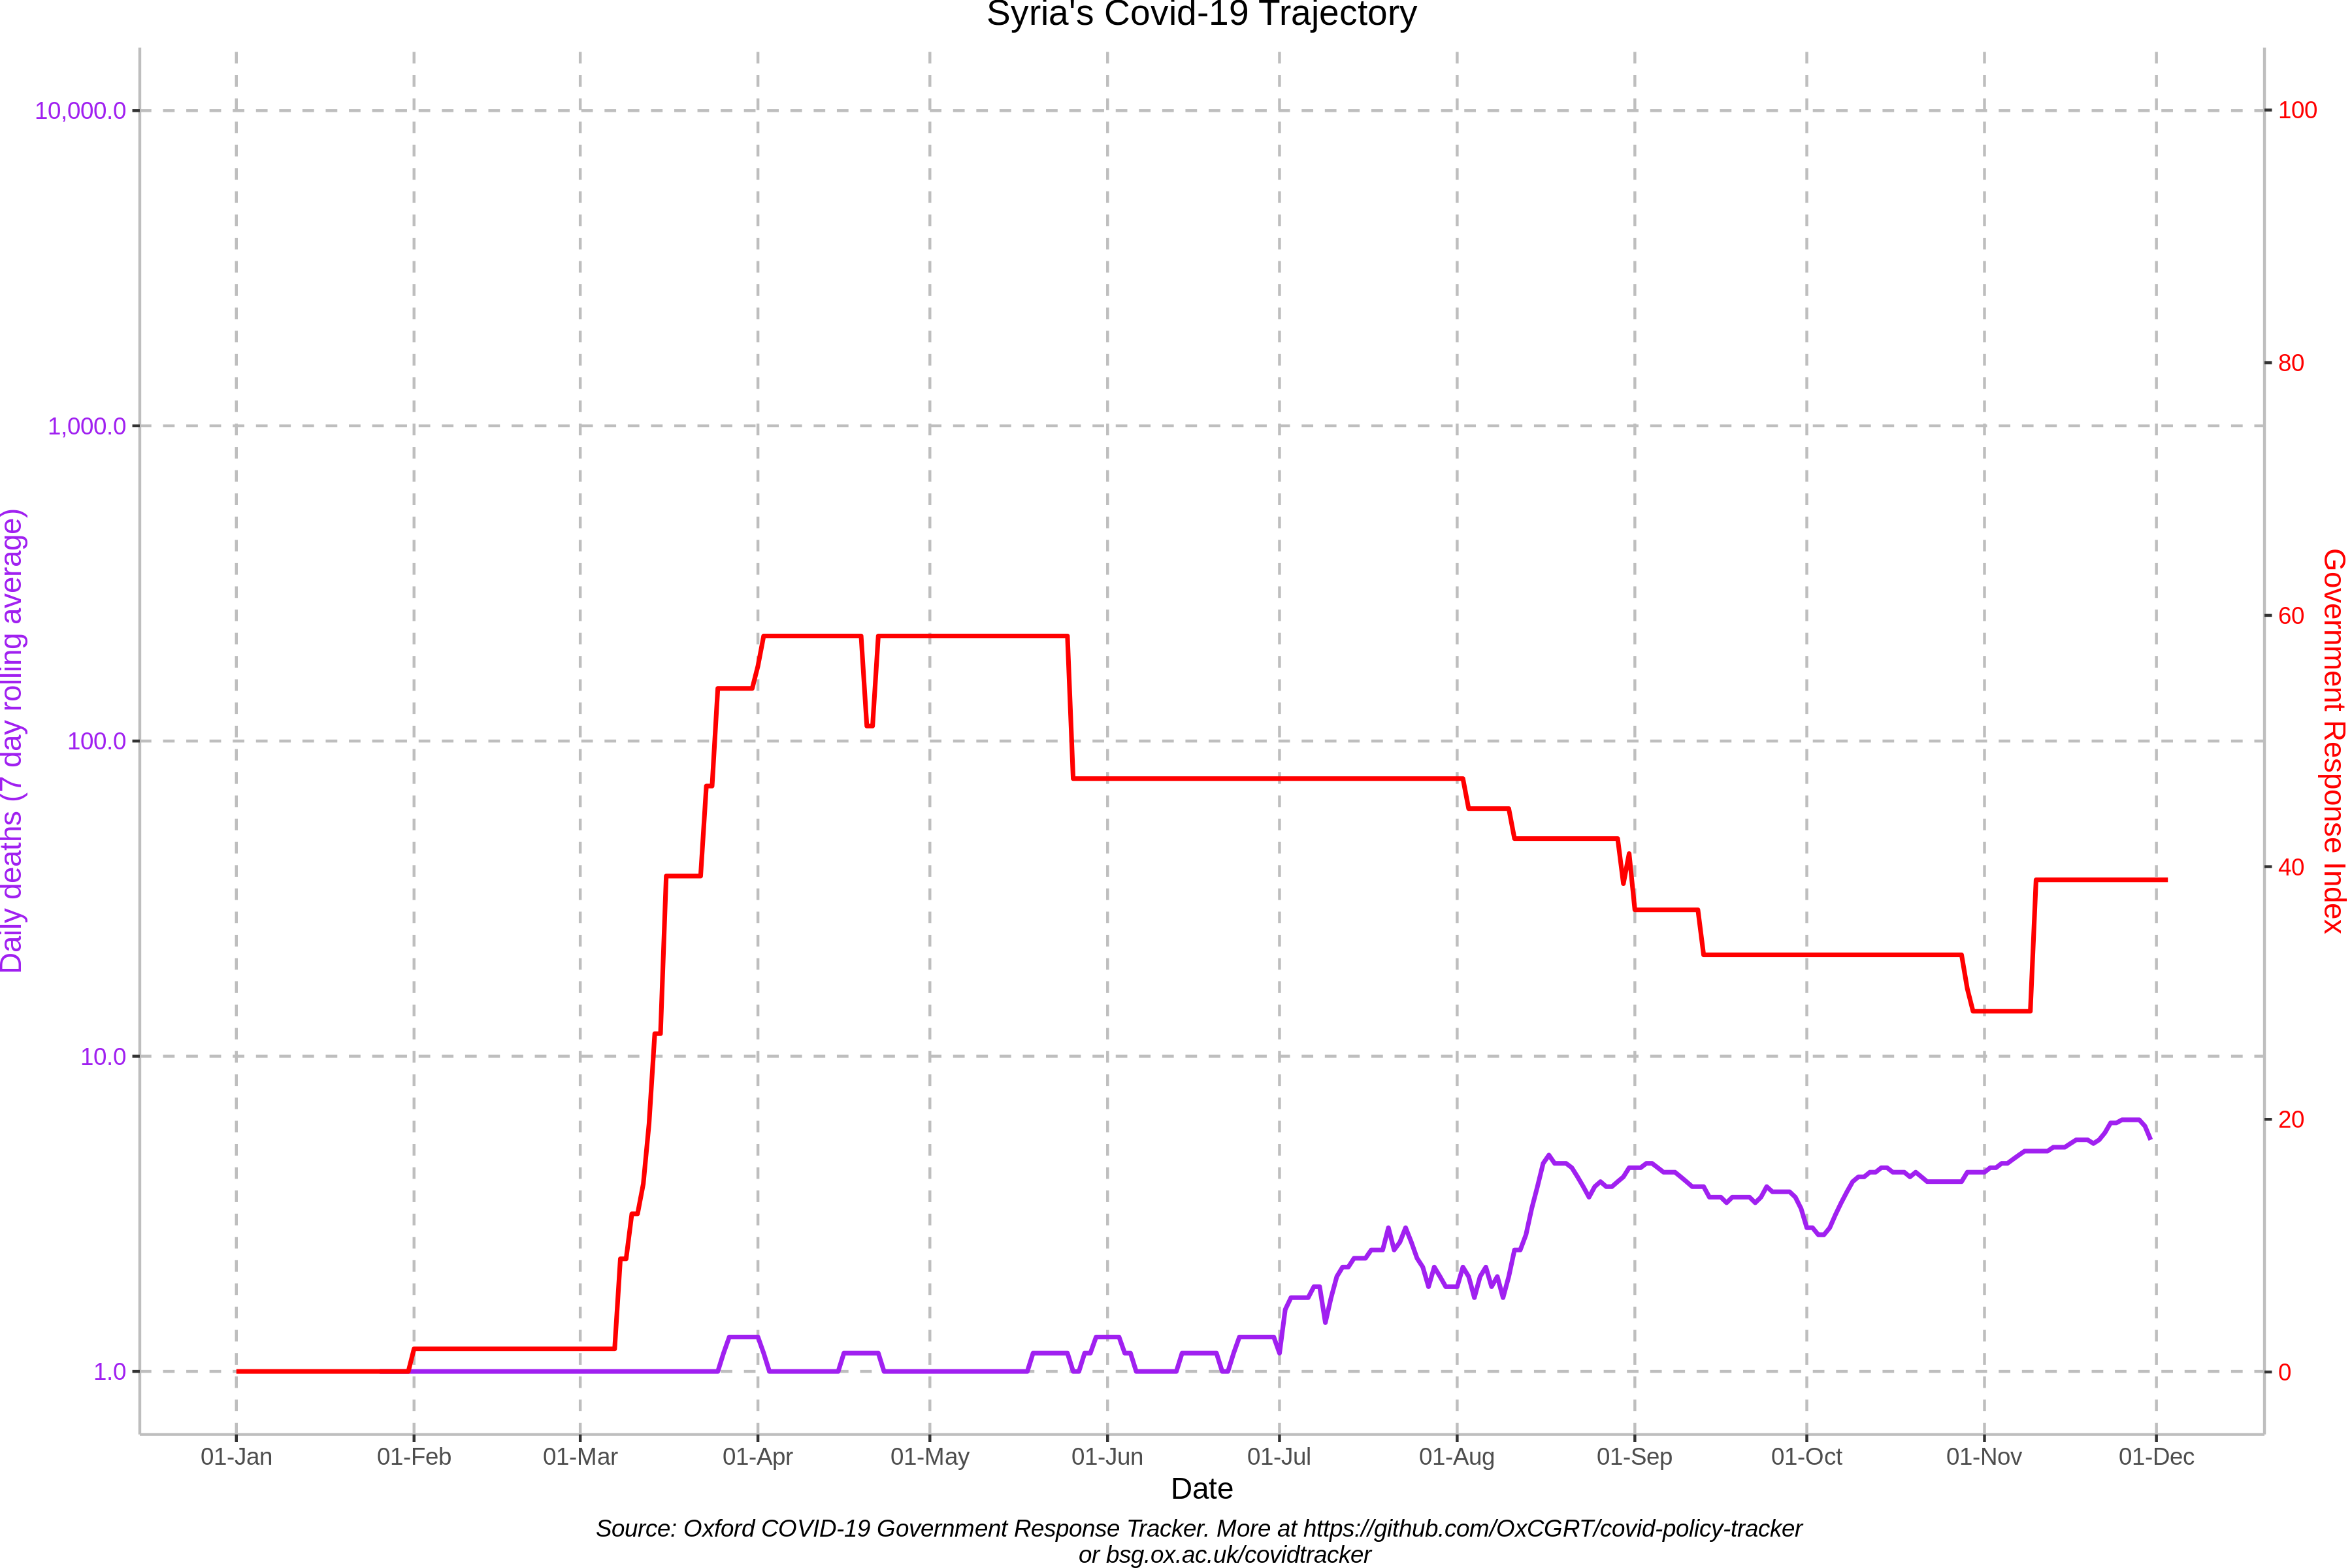 Syria's Covid-19 Trajectory
10,000.0
1,000.0
100.0
10.0
1.0
Daily deaths (7 day rolling average)
100
80
60
40
20
0
Government Response Index
01-Jan
01-Feb
01-Mar
01-Apr
01-May
01-Jun
01-Jul
01-Aug
01-Sep
01-Oct
01-Nov
01-Dec
Date
Source: Oxford COVID-19 Government Response Tracker. More at https://github.com/OxCGRT/covid-policy-tracker
or bsg.ox.ac.uk/covidtracker